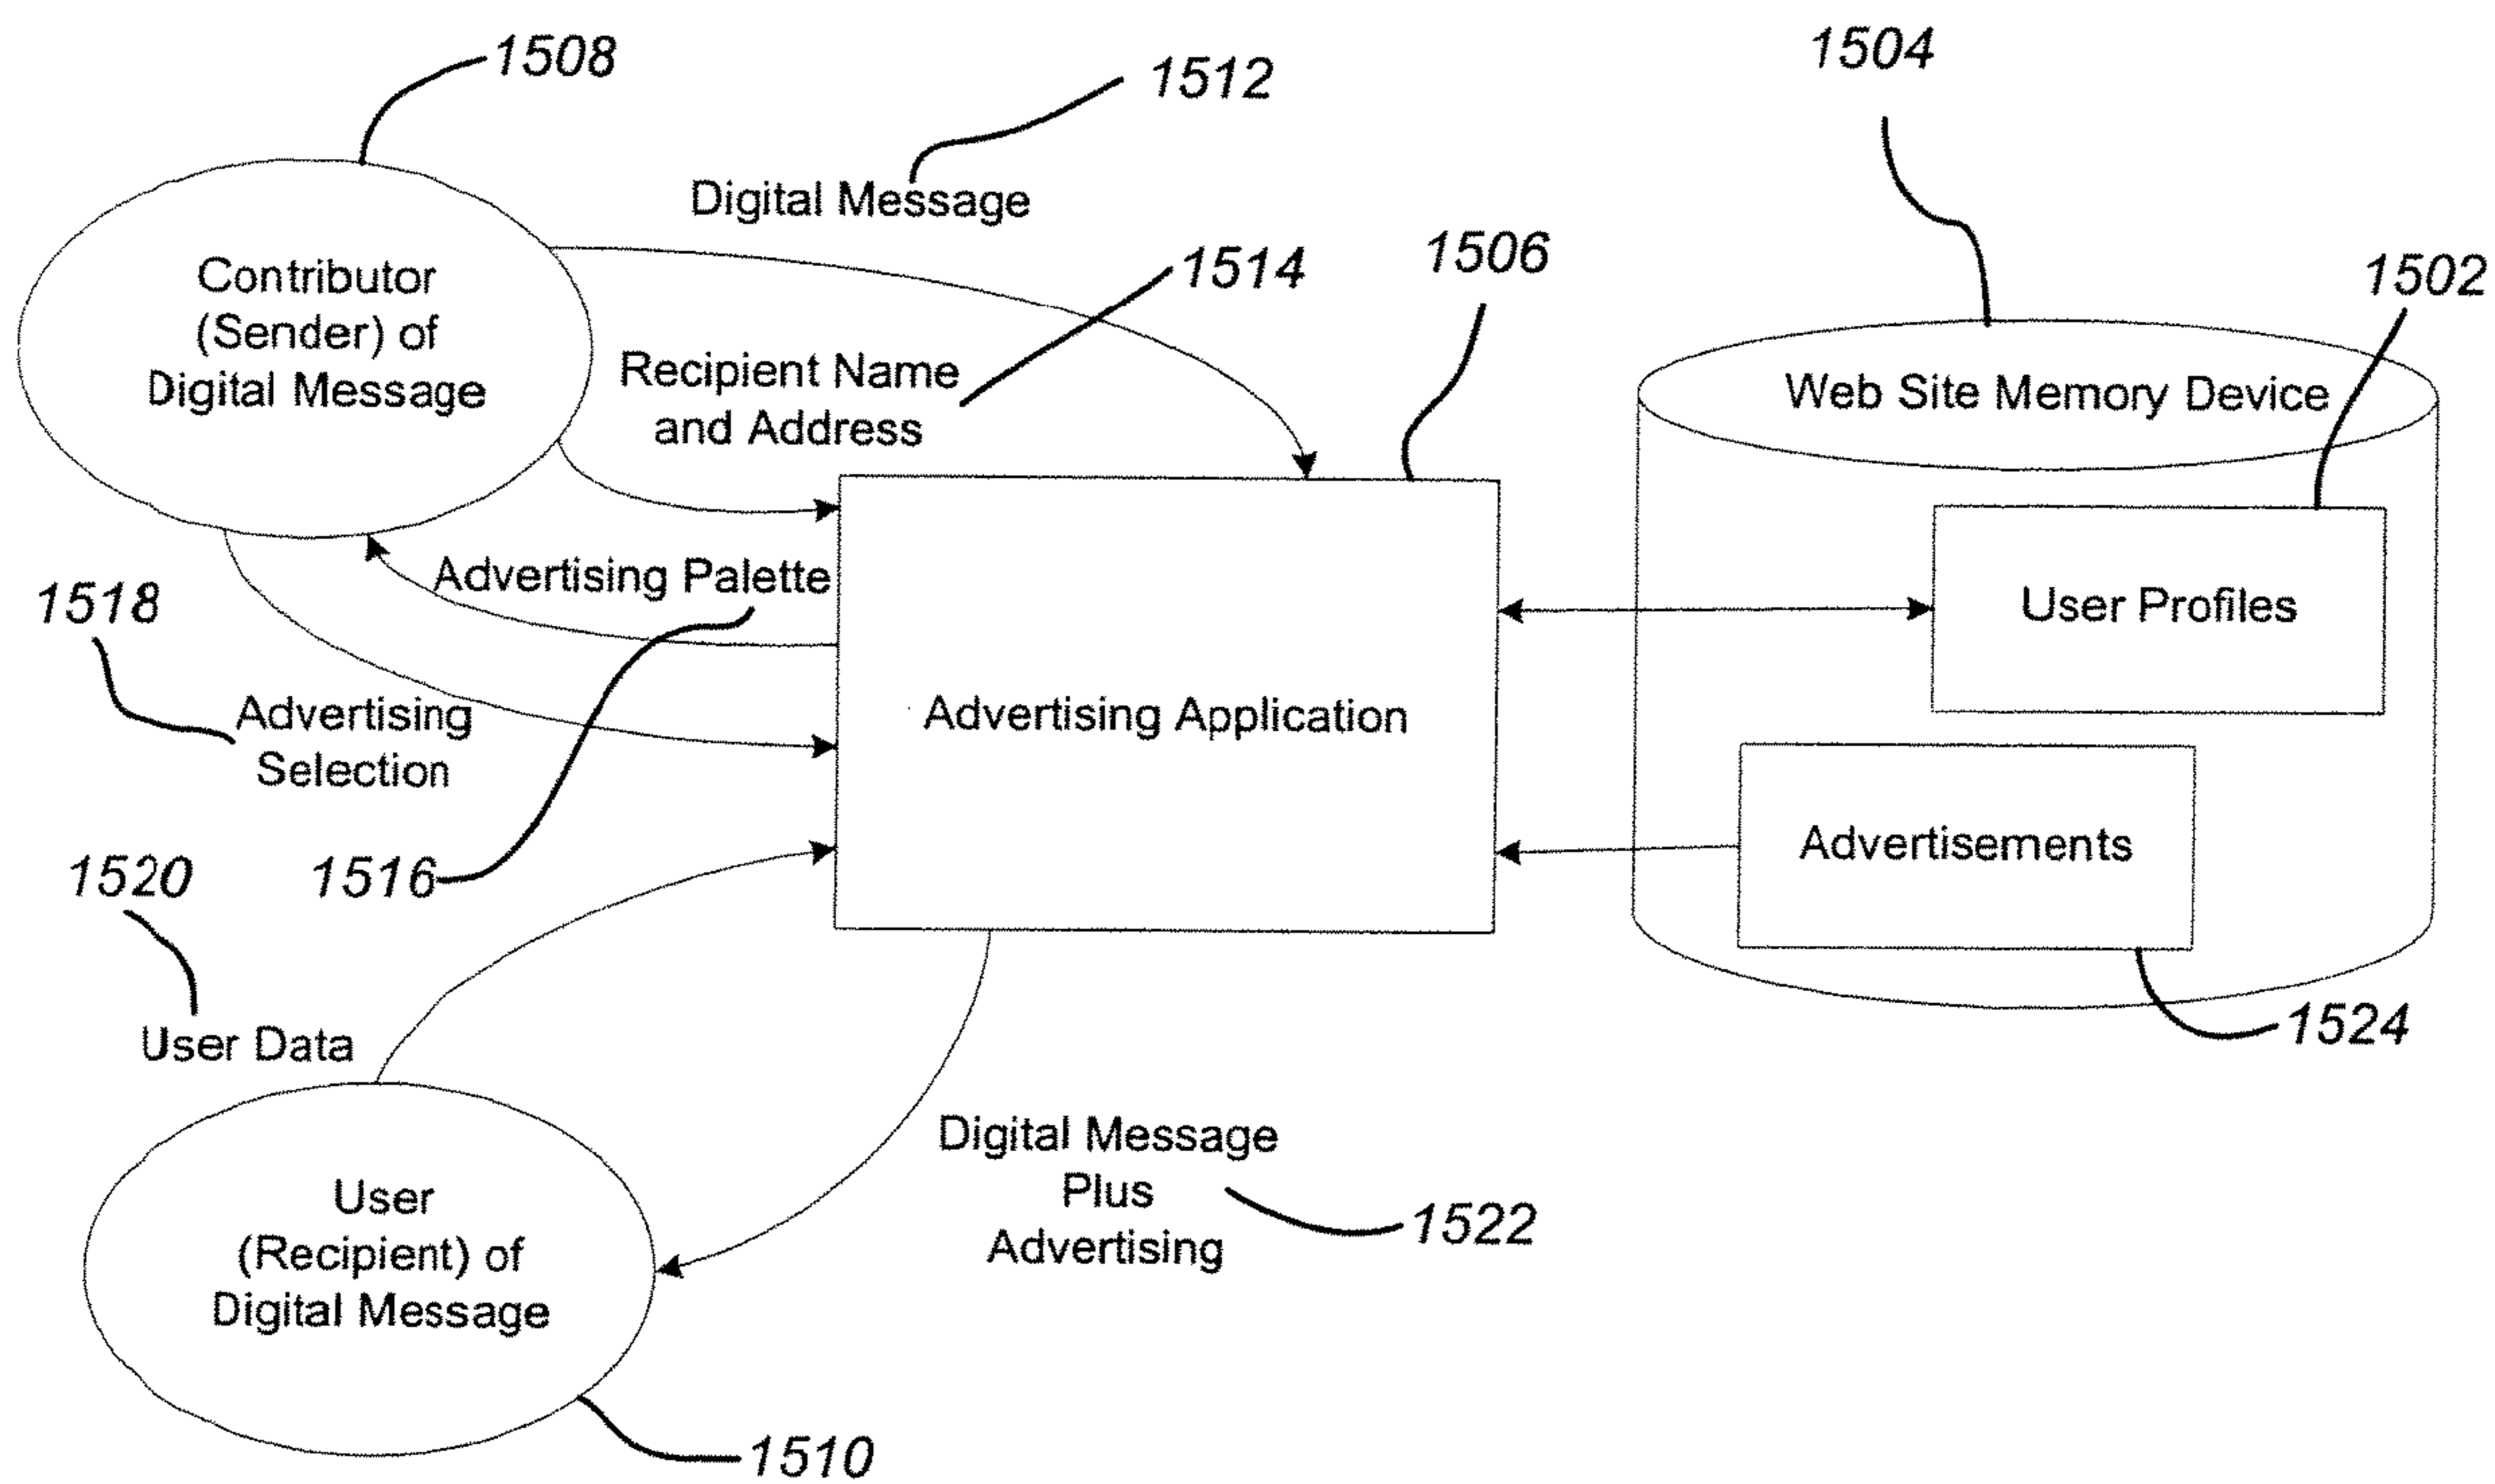 1508
1512
1504
Digital Message
1506
1514
1502
Contributor
(Sender) of
Digital Message
Recipient Name
and Address
Web Site Memory Device
Advertising Palette
1518
User Profiles
Advertising
Selection
Advertising Application
1520
1516
Advertisements
User Data
1524
Digital Message
Plus
Advertising
1522
User
(Recipient) of
Digital Message
1510